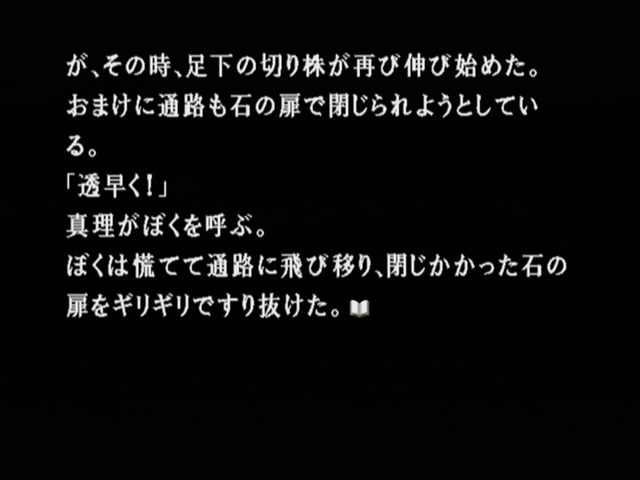 が、その時、足下の切り株が再び伸び始めた。
おまけに通路も石の扉で閉じられようとしてい
る。
「透早く！」
真理がぼくを呼ぶ。
ぼくは慌てて通路に飛び移り、閉じかかった石の
扉をギリギリですり抜けた。